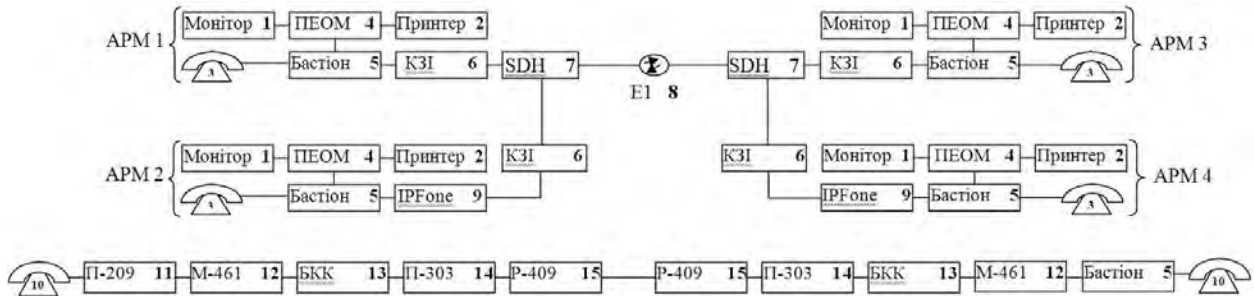 Монітор 1 ПЕОМ 4 Принтер 2 Монітор 1 ПЕОМ 4 Принтер 2
АРМ 1 АРМ 3
3 Бастіон 5 КЗІ 6 SDH 7 SDH 7 КЗІ 6 Бастіон 5 3
Е1 8
Монітор 1 ПЕОМ 4 Принтер 2 КЗІ 6 КЗІ 6 Монітор 1 ПЕОМ 4 Принтер 2
АРМ 2 АРМ 4
3 Бастіон 5 IPFone 9 IPFone 9 Бастіон 5 3
10 П-209 11 М-461 12 БКК 13 П-303 14 Р-409 15 Р-409 15 П-303 14 БКК 13 М-461 12 Бастіон 5 10